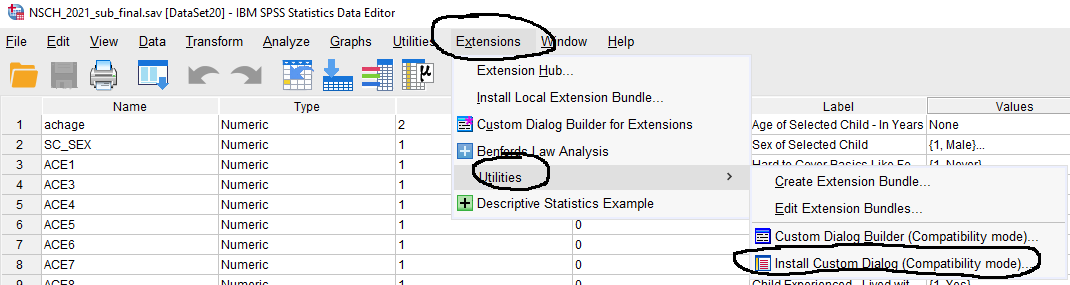 NSCH_2021_sub_final.sav [DataSet20] - IBM SPSS Statistics Data Editor
File Edit View Data Transform Analyze Graphs Utilities Extensions Window Help
Extension Hub...
Install Local Extension Bundle...
Custom Dialog Builder for Extensions
Benfords Law Analysis
Utilities
Descriptive Statistics Example
Create Extension Bundle...
Edit Extension Bundles...
Custom Dialog Builder (Compatibility mode)...
Install Custom Dialog (Compatibility mode)...
Name Type Label Values
1 achage Numeric 2 Age of Selected Child - In Years None
2 SC_SEX Numeric 1 Sex of Selected Child {1, Male}...
3 ACE1 Numeric 1 Hard to Cover Basics Like Fo... {1, Never}...
4 ACE3 Numeric 1
5 ACE4 Numeric 1
6 ACE5 Numeric 1 0
7 ACE6 Numeric 1 0
8 ACE7 Numeric 1 0
9 ACE8 Numeric 1 0 Child Experienced - Lived wit... {1, Yes}...